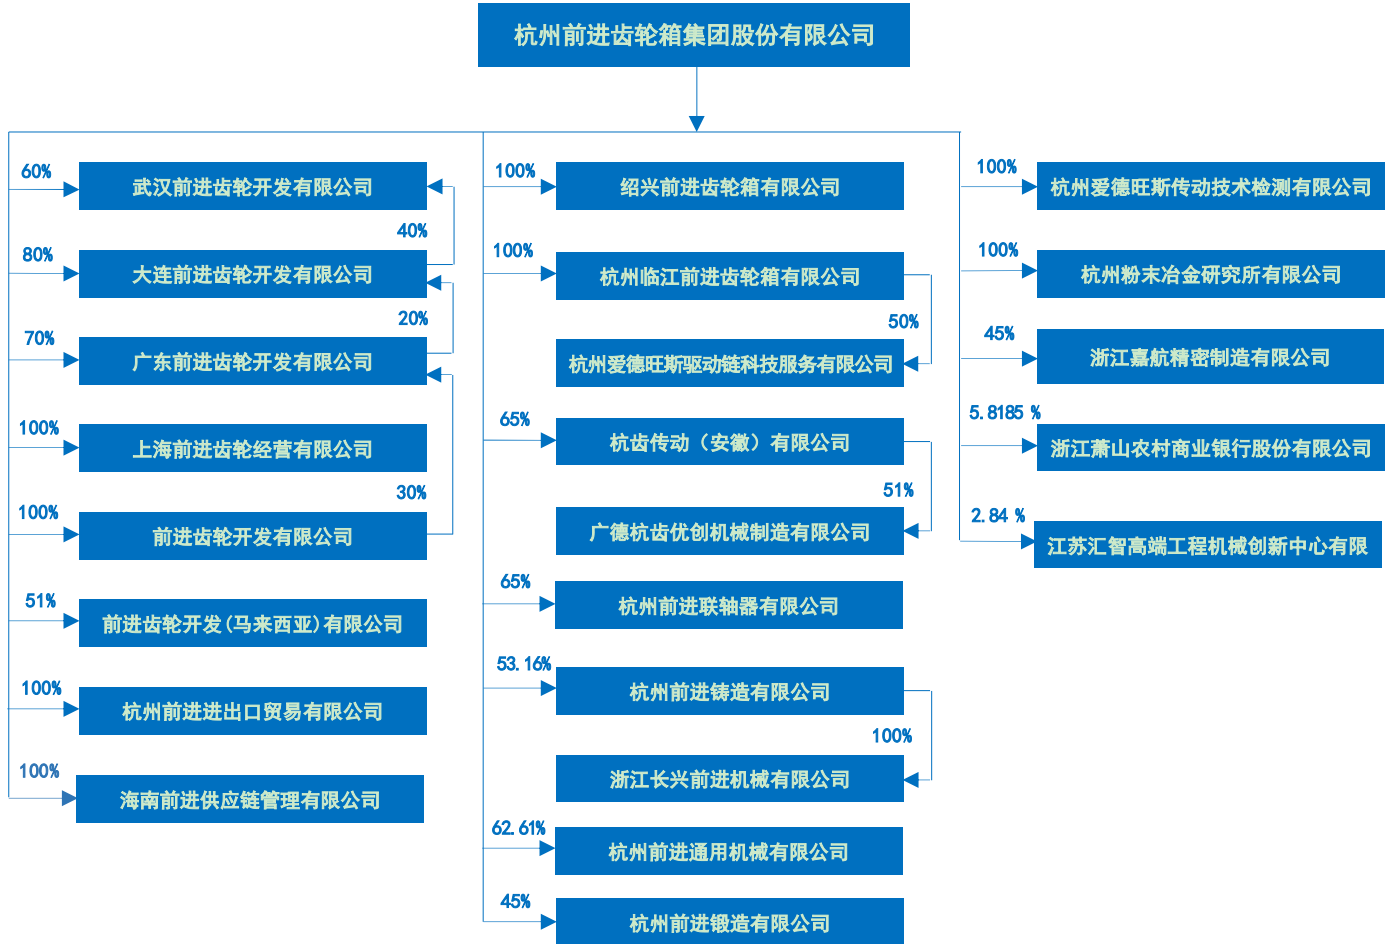 杭州前进齿轮箱集团股份有限公司
60%
武汉前进齿轮开发有限公司
40%
80%
大连前进齿轮开发有限公司
20%
70%
广东前进齿轮开发有限公司
100%
上海前进齿轮经营有限公司
30%
100%
前进齿轮开发有限公司
51%
前进齿轮开发(马来西亚)有限公司
100%
杭州前进进出口贸易有限公司
100%
海南前进供应链管理有限公司
100%
绍兴前进齿轮箱有限公司
100%
杭州临江前进齿轮箱有限公司
50%
杭州爱德旺斯驱动链科技服务有限公司
65%
杭齿传动（安徽）有限公司
51%
广德杭齿优创机械制造有限公司
65%
杭州前进联轴器有限公司
53.16%
杭州前进铸造有限公司
100%
浙江长兴前进机械有限公司
62.61%
杭州前进通用机械有限公司
45%
杭州前进锻造有限公司
100%
杭州爱德旺斯传动技术检测有限公司
100%
杭州粉末冶金研究所有限公司
45%
浙江嘉航精密制造有限公司
5.8185 %
浙江萧山农村商业银行股份有限公司
2.84 %
江苏汇智高端工程机械创新中心有限